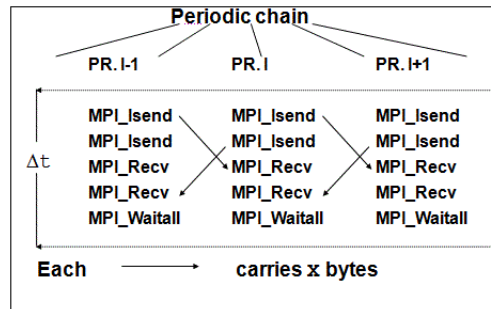 Periodic chain
PR. I-1 PR. I PR. I+1
MPI_Isend MPI_Isend MPI_Isend
MPI_Isend MPI_Isend MPI_Isend
Δt MPI_Recv MPI_Recv MPI_Recv
MPI_Recv MPI_Recv MPI_Recv
MPI_Waitall MPI_Waitall MPI_Waitall
Each carries x bytes